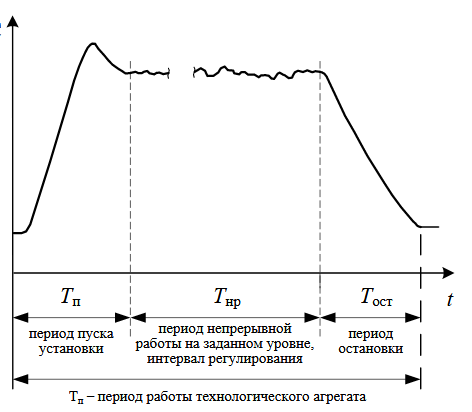 Tп
Tнр
Tост
t
период пуска
установки
период непрерывной
работы на заданном уровне,
интервал регулирования
период
остановки
Tп – период работы технологического агрегата